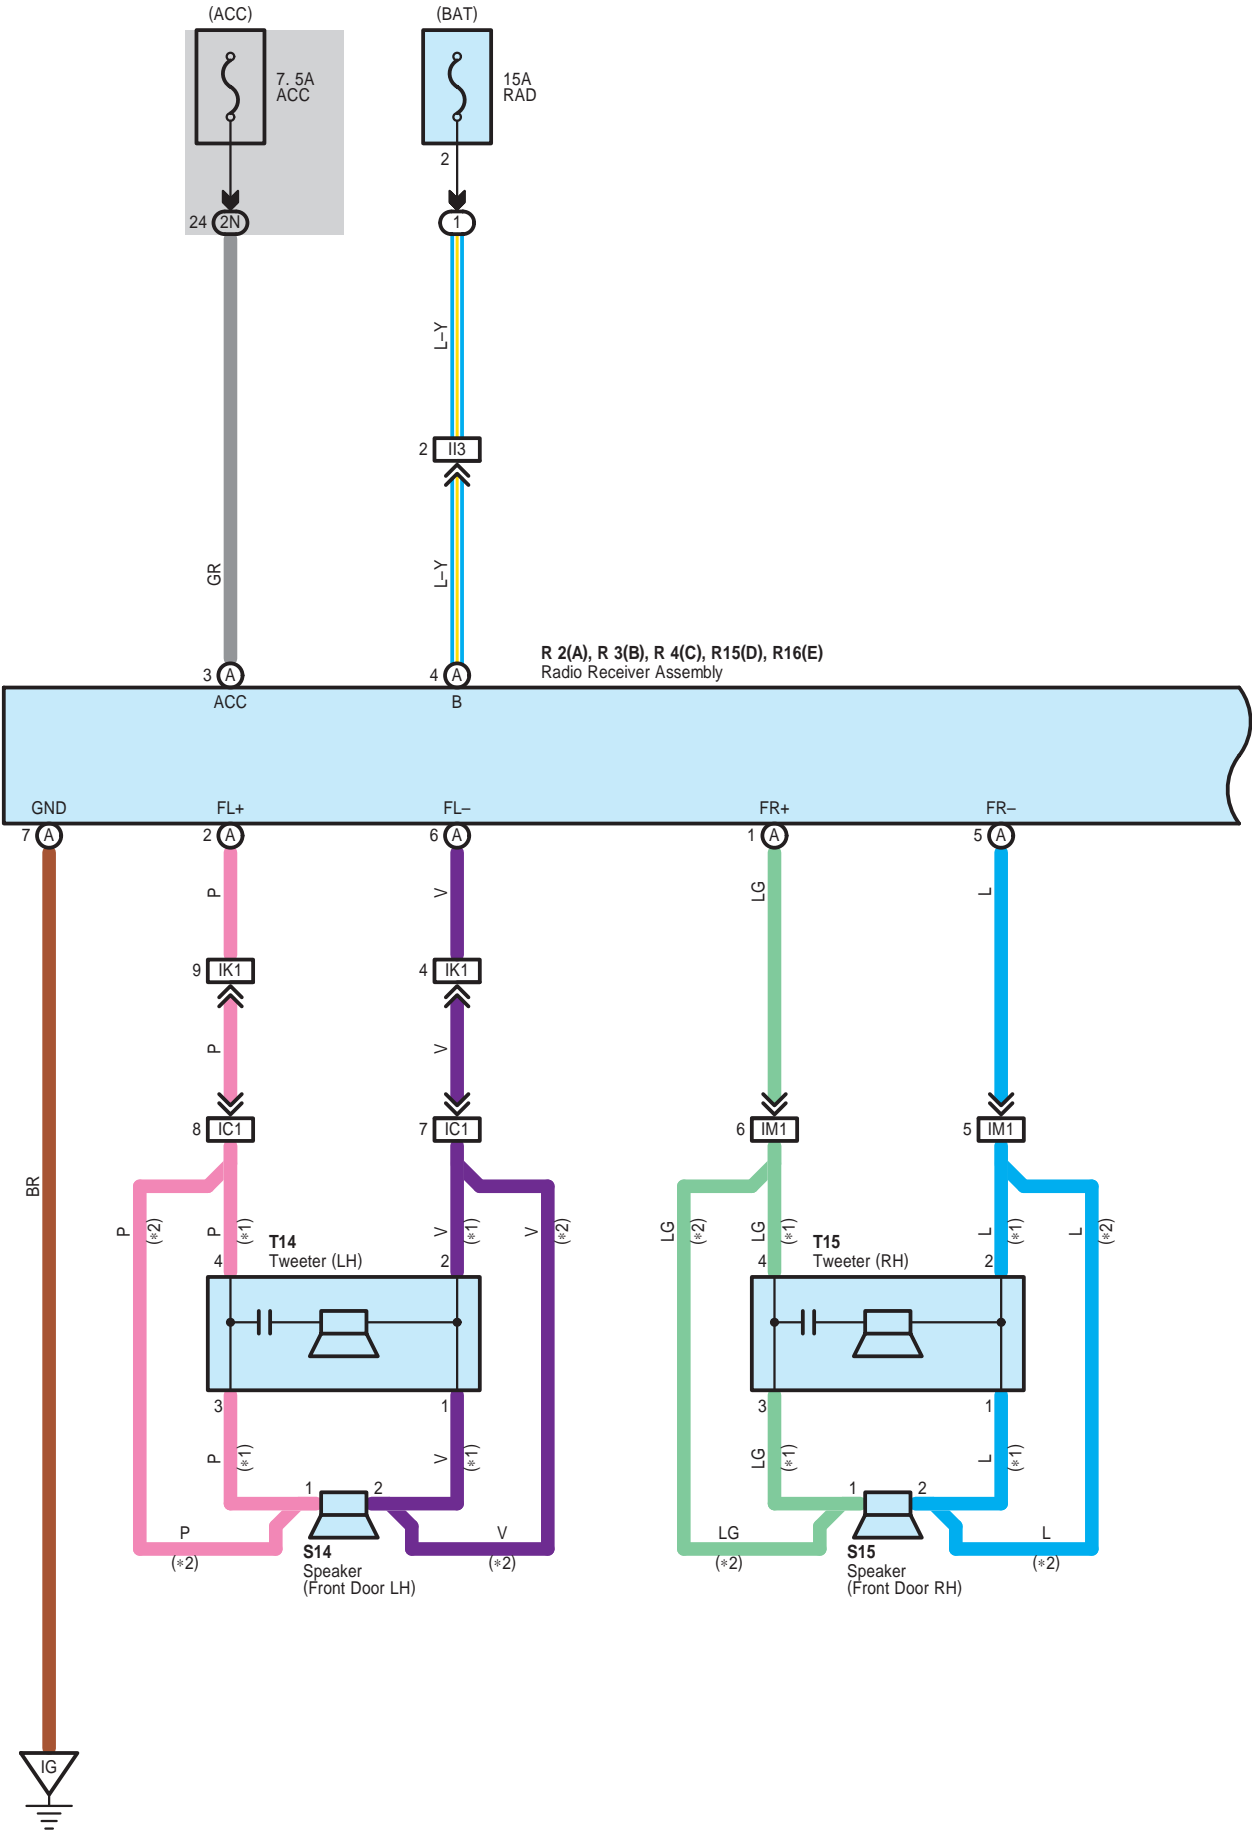 (ACC)
(BAT)
7. 5A
ACC
15A
RAD
2
24 2N
1
L–Y
2 II3
GR
L–Y
R 2(A), R 3(B), R 4(C), R15(D), R16(E)
Radio Receiver Assembly
3 A
4 A
ACC
B
GND
FL+
FL–
FR+
FR–
7 A
2 A
6 A
1 A
5 A
P
V
LG
L
9 IK1
4 IK1
P
V
8 IC1
7 IC1
6 IM1
5 IM1
BR
P
(∗2)
P
(∗1)
V
(∗1)
V
(∗2)
LG
(∗2)
LG
(∗1)
L
(∗1)
L
(∗2)
T14
Tweeter (LH)
T15
Tweeter (RH)
4
2
4
2
3
1
3
1
P
(∗1)
V
(∗1)
LG
(∗1)
L
(∗1)
1
2
1
2
P
(∗2)
V
(∗2)
LG
(∗2)
L
(∗2)
S14
Speaker
(Front Door LH)
S15
Speaker
(Front Door RH)
IG